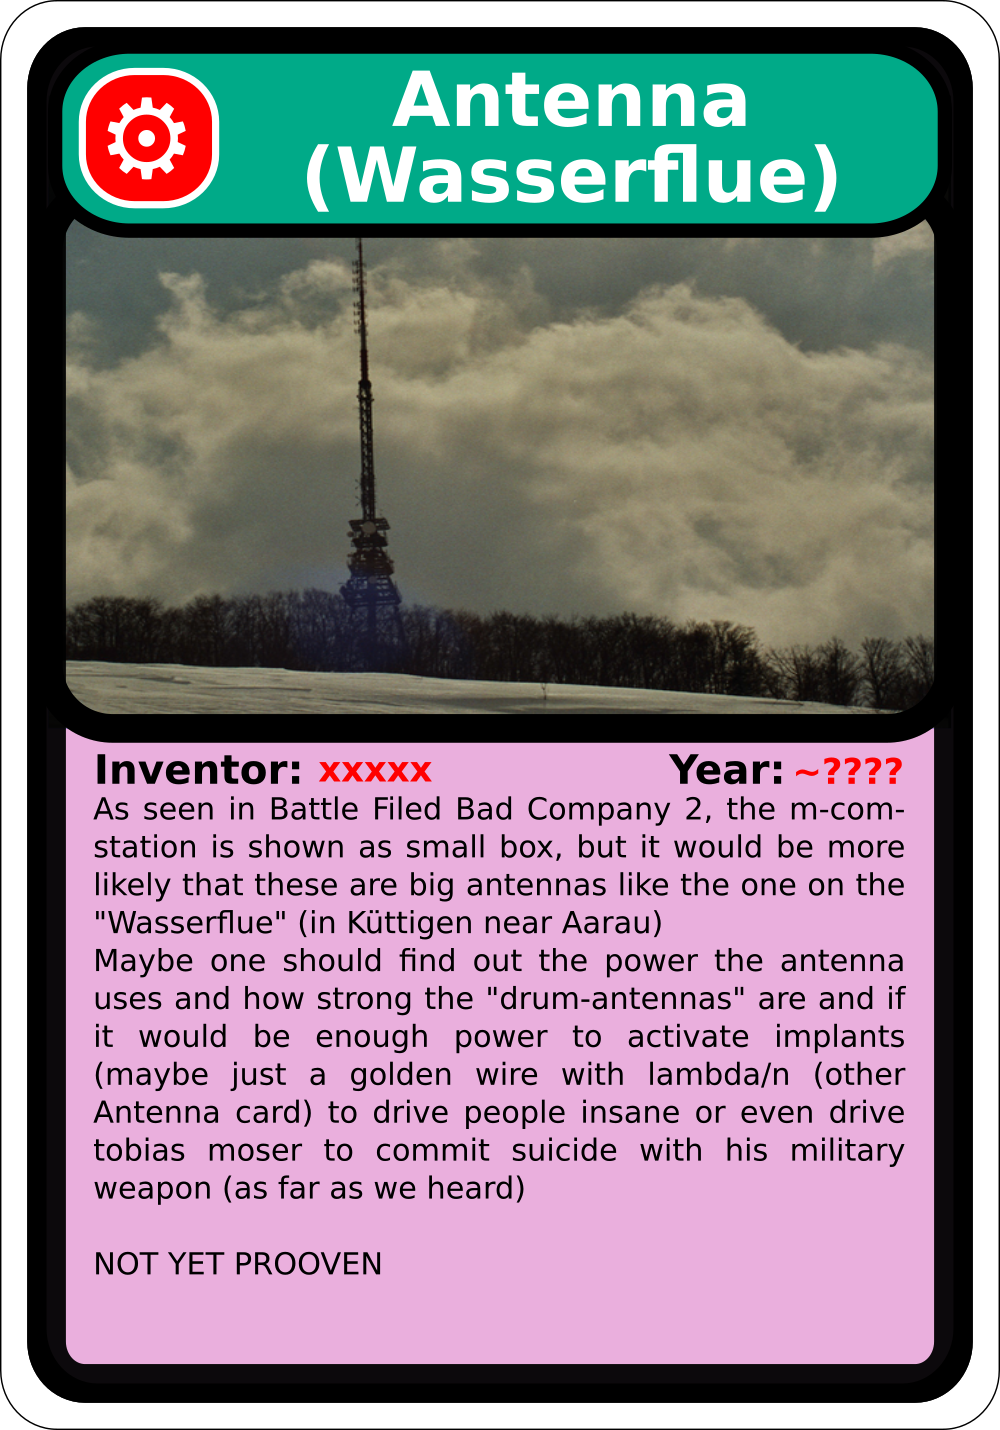 Antenna
(Wasserflue)
Inventor: xxxxx Year: ~????
As seen in Battle Filed Bad Company 2, the m-com-
station is shown as small box, but it would be more
likely that these are big antennas like the one on the
"Wasserflue" (in Küttigen near Aarau)
Maybe one should find out the power the antenna
uses and how strong the "drum-antennas" are and if
it would be enough power to activate implants
(maybe just a golden wire with lambda/n (other
Antenna card) to drive people insane or even drive
tobias moser to commit suicide with his military
weapon (as far as we heard)
NOT YET PROOVEN